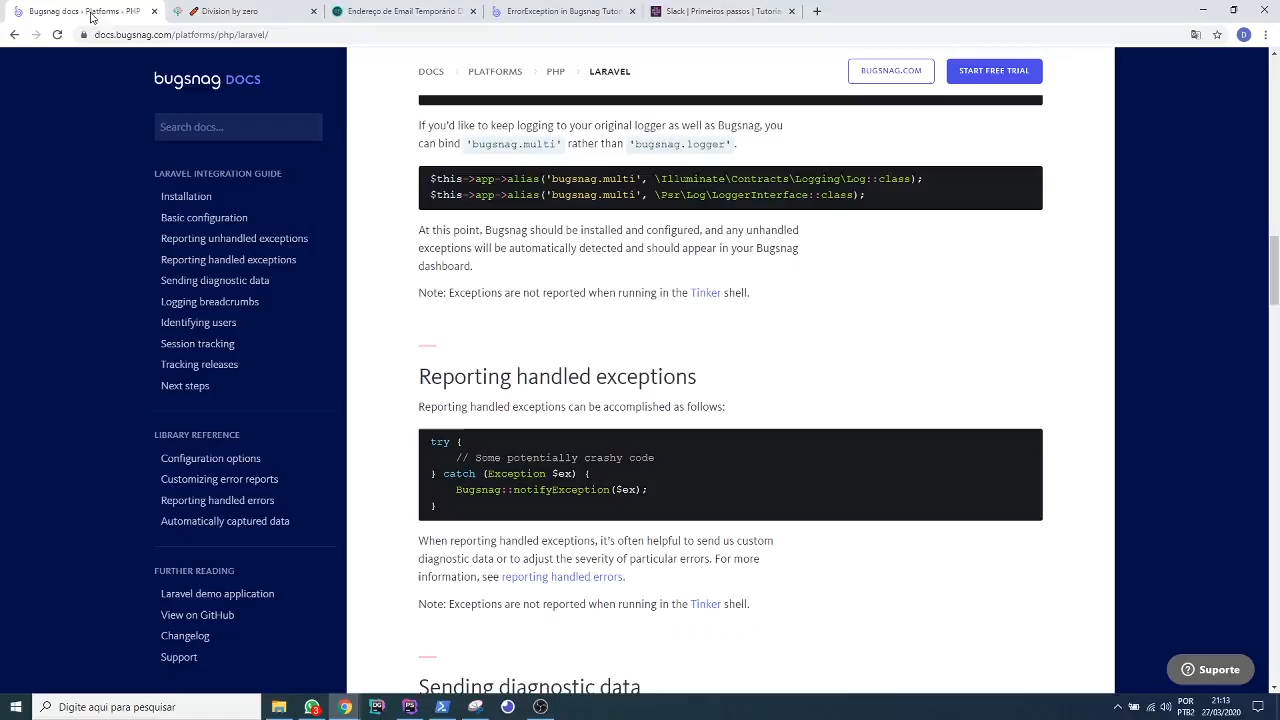 Bugsnag docs › Platforms › PHP
Division by zero
Endereço de Email Temporário D
ErrorException in Bugsnag Tutor
Slack | Primeiros passos | Tutoria
docs.bugsnag.com/platforms/php/laravel/
D
bugsnag DOCS
Search docs...
LARAVEL INTEGRATION GUIDE
Installation
Basic configuration
Reporting unhandled exceptions
Reporting handled exceptions
Sending diagnostic data
Logging breadcrumbs
Identifying users
Session tracking
Tracking releases
Next steps
LIBRARY REFERENCE
Configuration options
Customizing error reports
Reporting handled errors
Automatically captured data
FURTHER READING
Laravel demo application
View on GitHub
Changelog
Support
DOCS > PLATFORMS > PHP > LARAVEL
BUGSNAG.COM
START FREE TRIAL
If you'd like to keep logging to your original logger as well as Bugsnag, you
can bind 'bugsnag.multi' rather than 'bugsnag.logger'.
$this->app->alias('bugsnag.multi', \Illuminate\Contracts\Logging\Log::class);
$this->app->alias('bugsnag.multi', \Psr\Log\LoggerInterface::class);
At this point, Bugsnag should be installed and configured, and any unhandled
exceptions will be automatically detected and should appear in your Bugsnag
dashboard.
Note: Exceptions are not reported when running in the Tinker shell.
Reporting handled exceptions
Reporting handled exceptions can be accomplished as follows:
try {
// Some potentially crashy code
} catch (Exception $ex) {
Bugsnag::notifyException($ex);
}
When reporting handled exceptions, it's often helpful to send us custom
diagnostic data or to adjust the severity of particular errors. For more
information, see reporting handled errors.
Note: Exceptions are not reported when running in the Tinker shell.
Sending diagnostic data
Suporte
Digite aqui para pesquisar
3
POR
PTB2
21:13
27/03/2020